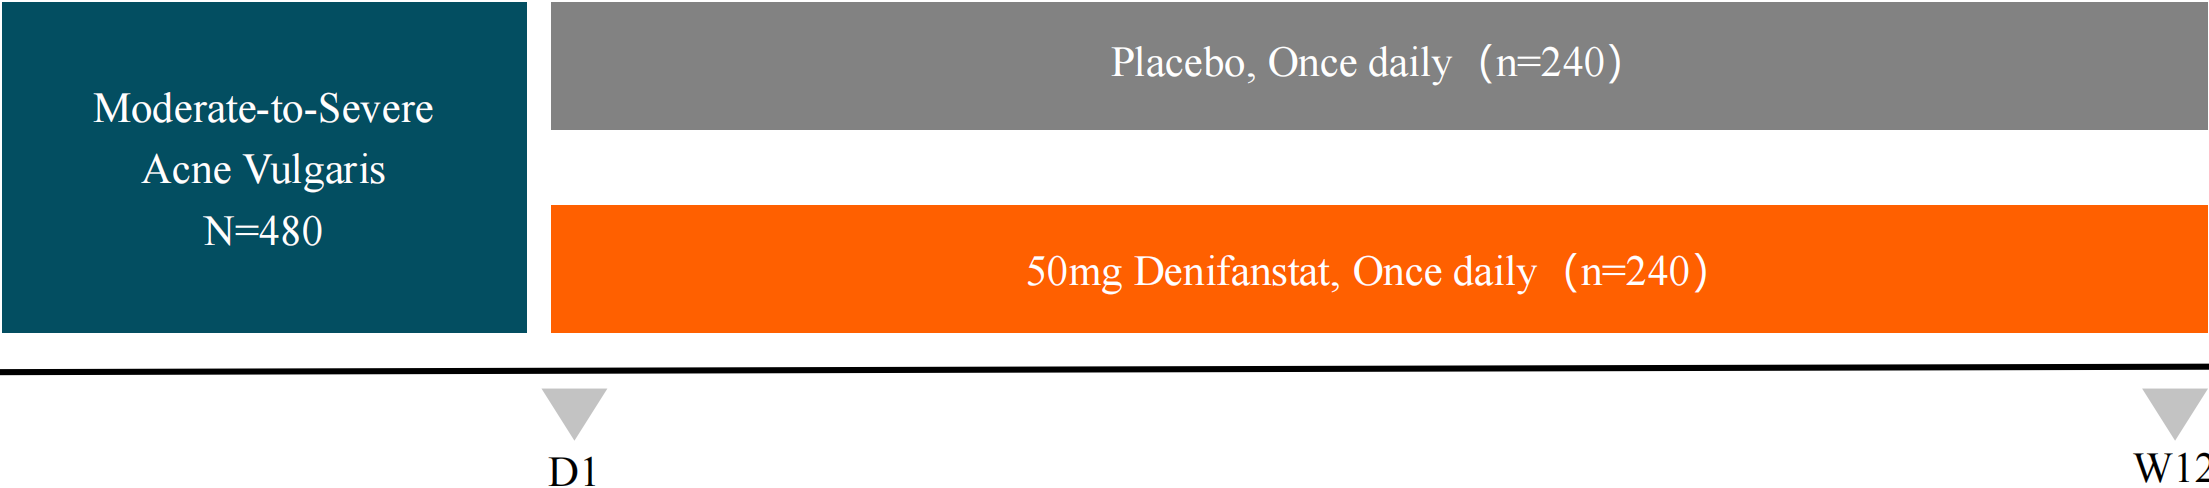 Moderate-to-Severe
Acne Vulgaris
N=480
Placebo, Once daily（n=240）
50mg Denifanstat, Once daily（n=240）
D1
W12